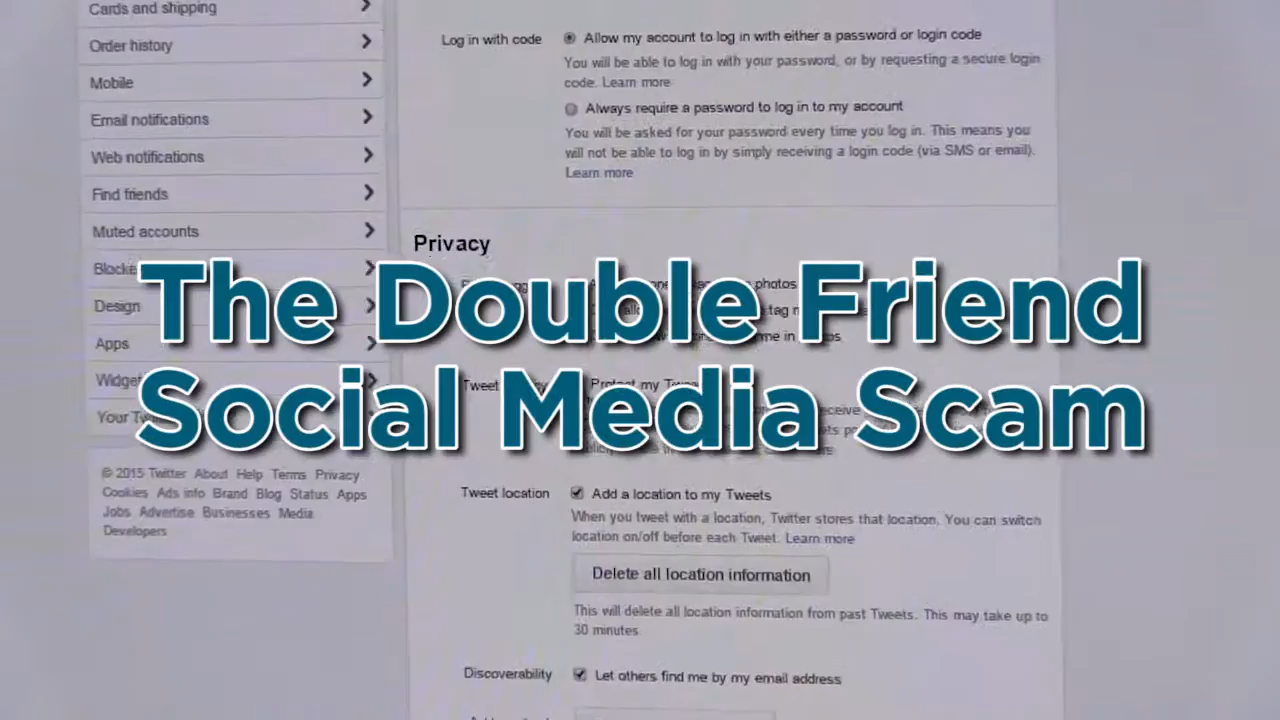 Cards and shipping
Order history
Mobile
Email notifications
Web notifications
Find friends
Muted accounts
Design
Apps
© 2015 Twitter About Help Terms Privacy
Cookies Ads info Brand Blog Status Apps
Jobs Advertise Businesses Media
Developers
Log in with code
Allow my account to log in with either a password or login code
You will be able to log in with your password, or by requesting a secure login
code. Learn more
Always require a password to log in to my account
You will be asked for your password every time you log in. This means you
will not be able to log in by simply receiving a login code (via SMS or email).
Learn more
Privacy
photos
The Double Friend
Social Media Scam
Tweet location
Add a location to my Tweets
When you tweet with a location, Twitter stores that location. You can switch
location on/off before each Tweet. Learn more
Delete all location information
This will delete all location information from past Tweets. This may take up to
30 minutes.
Discoverability
Let others find me by my email address